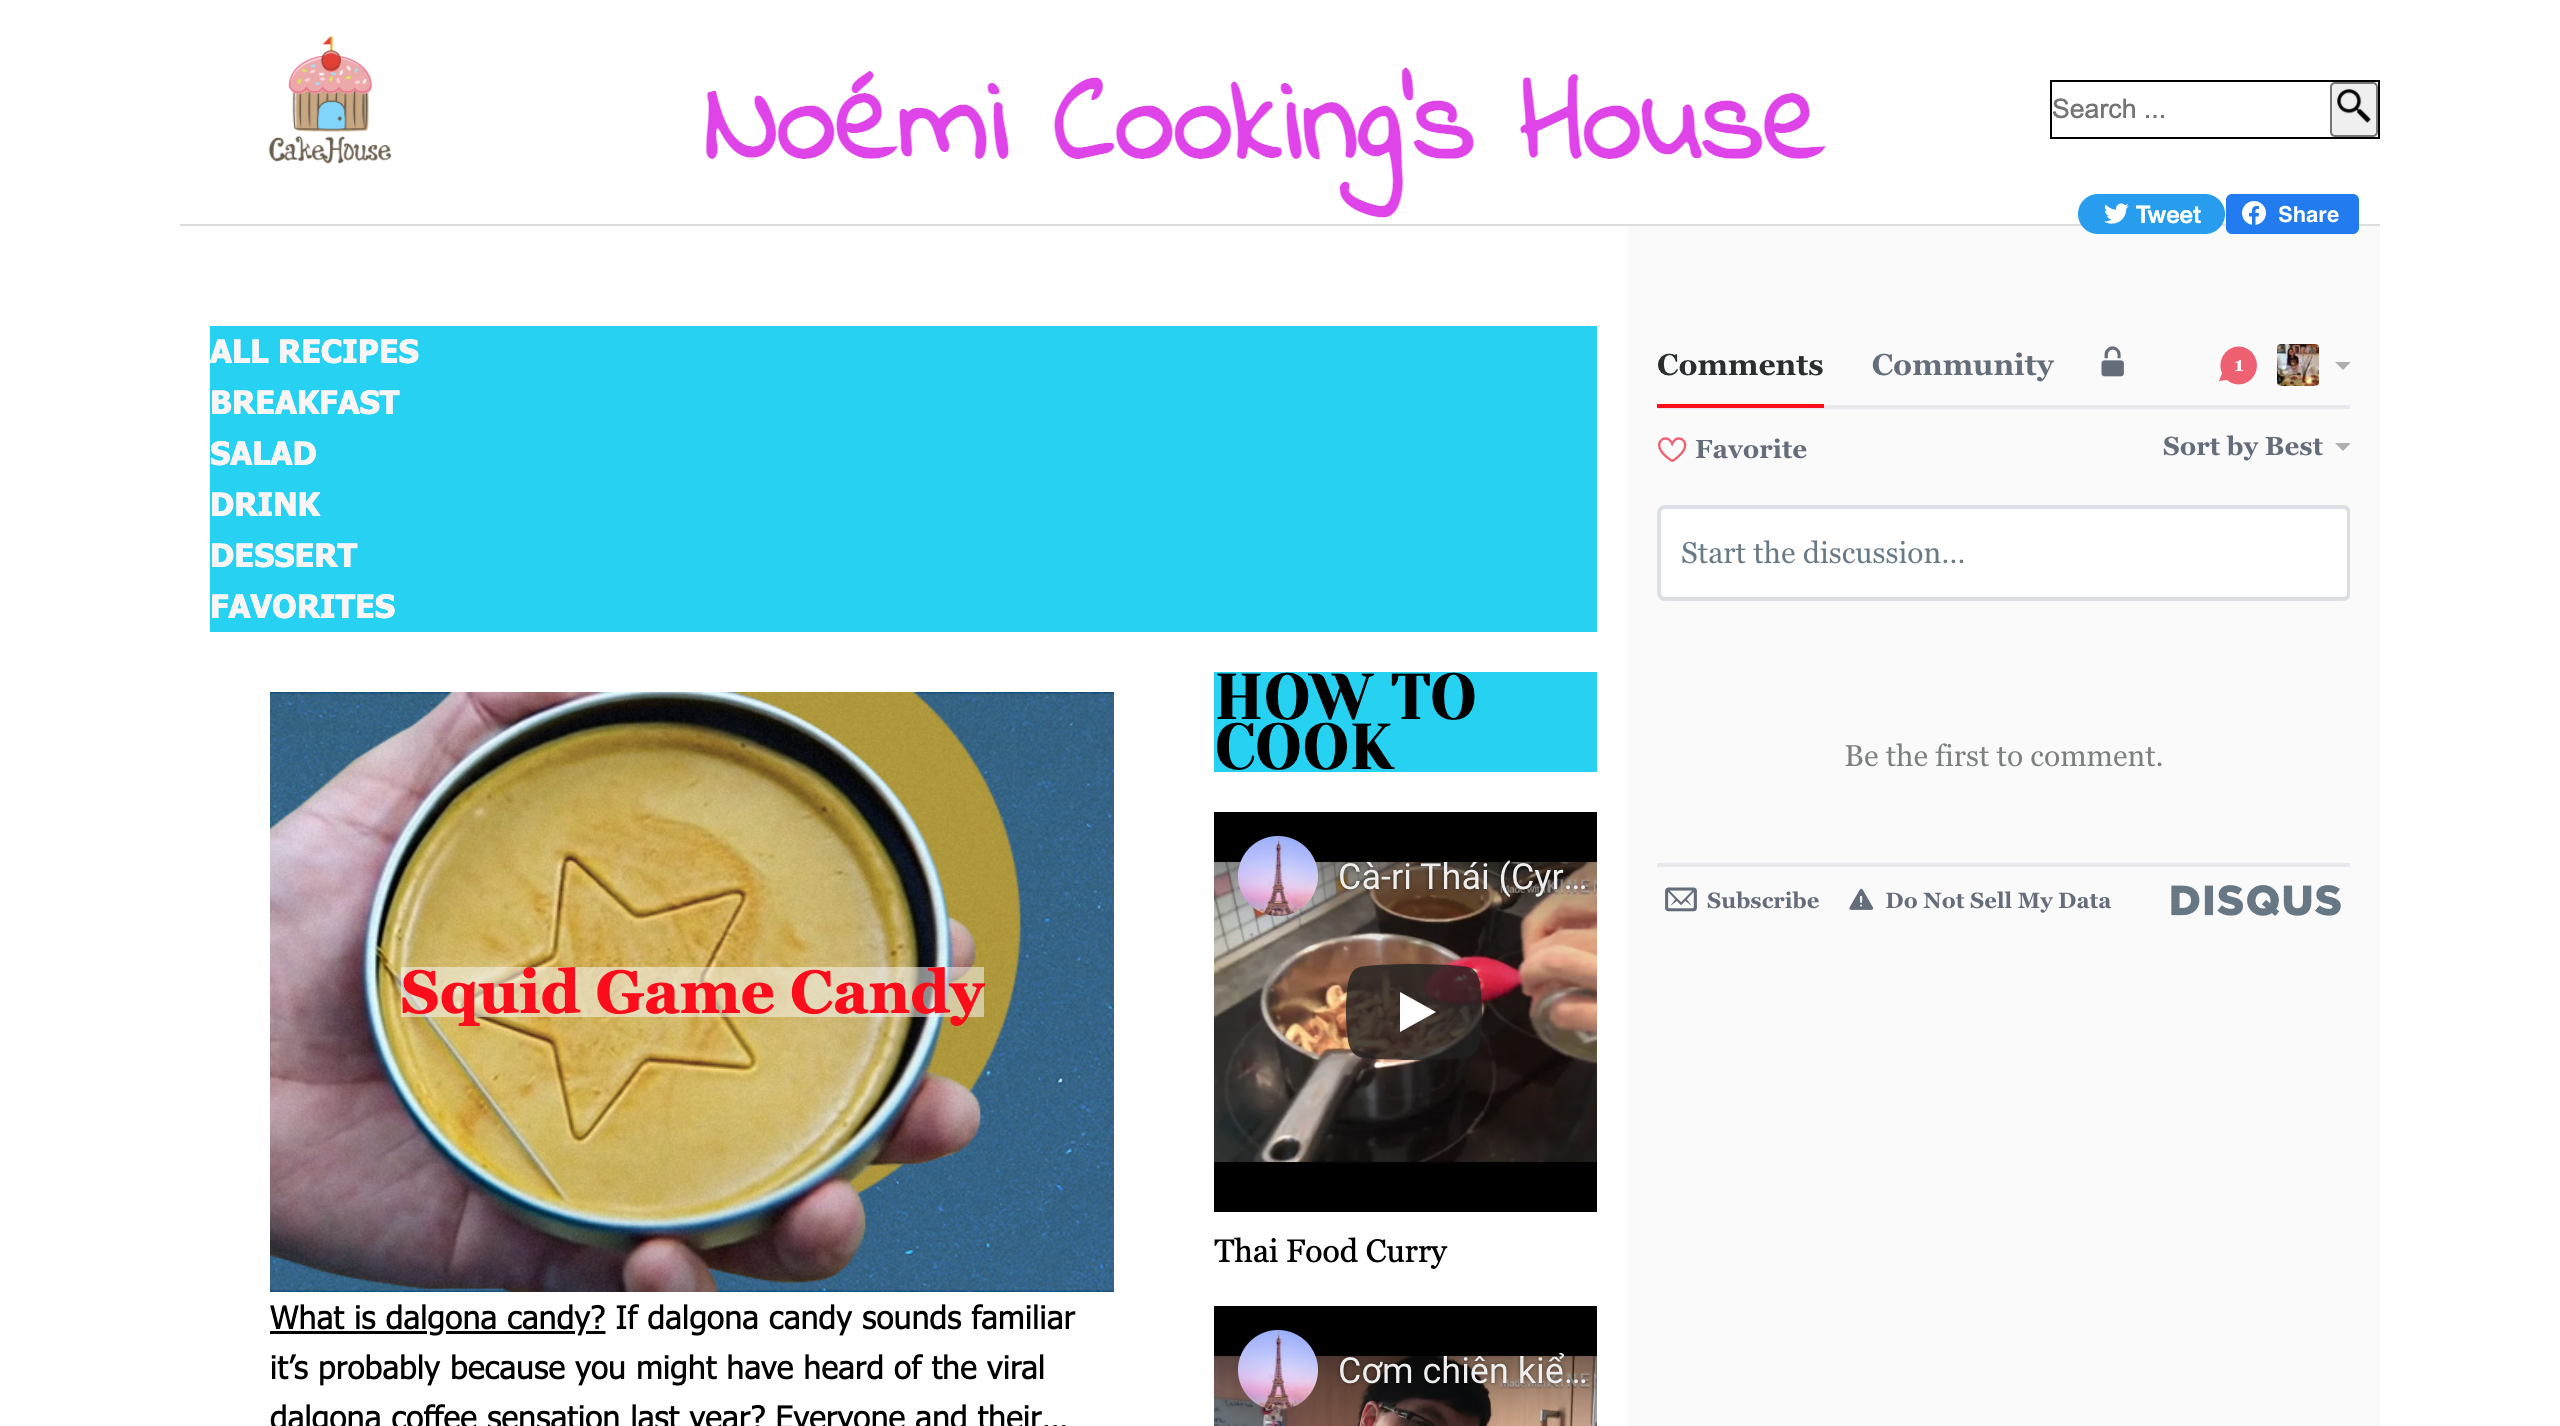 CakeHouse
Noémi Cooking's House
Search ...
Tweet
Share
ALL RECIPES
BREAKFAST
SALAD
DRINK
DESSERT
FAVORITES
Comments
Community
1
Favorite
Sort by Best
Start the discussion...
Be the first to comment.
Subscribe
Do Not Sell My Data
DISQUS
Squid Game Candy
What is dalgona candy? If dalgona candy sounds familiar
it’s probably because you might have heard of the viral
dalgona coffee sensation last year? Everyone and their...
HOW TO
COOK
Cà-ri Thái (Cyr...
Thai Food Curry
Cơm chiên kiể...